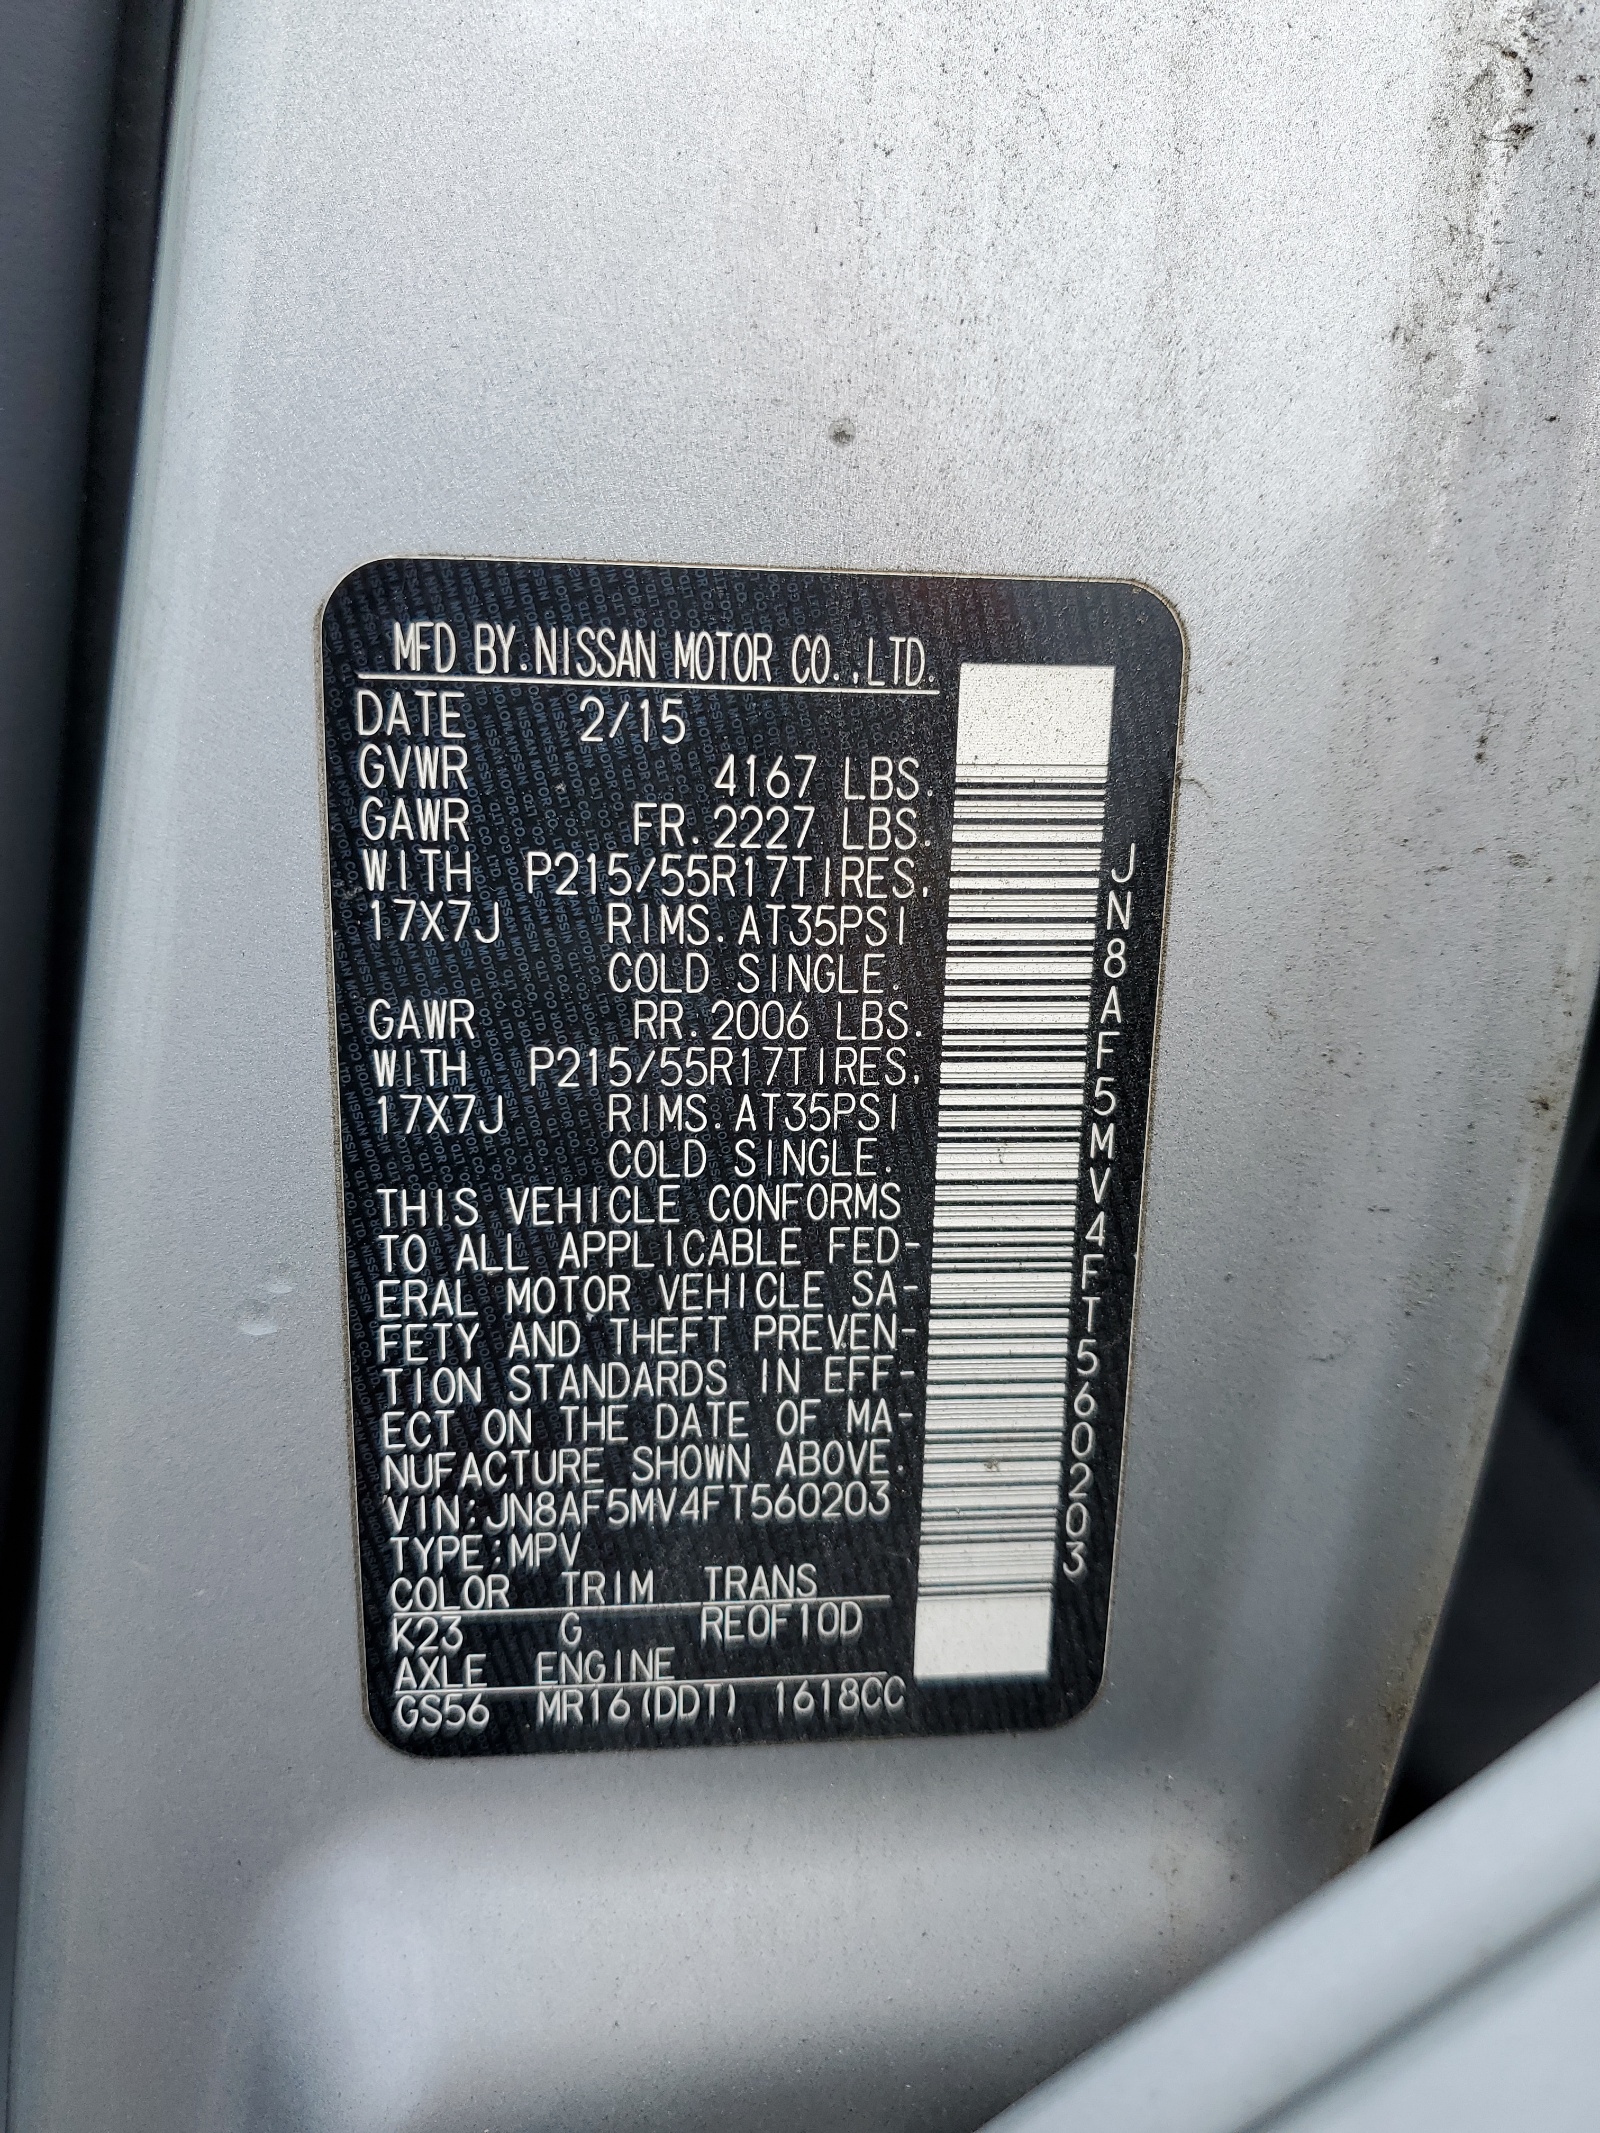 MFD BY.NISSAN MOTOR CO.,LTD.
DATE 2/15
GVWR 4167 LBS.
GAWR FR.2227 LBS.
WITH P215/55R17TIRES,
17X7J RIMS.AT35PSI
COLD SINGLE.
GAWR RR.2006 LBS.
WITH P215/55R17TIRES,
17X7J RIMS.AT35PSI
COLD SINGLE.
THIS VEHICLE CONFORMS
TO ALL APPLICABLE FED-
ERAL MOTOR VEHICLE SA-
FETY AND THEFT PREVEN-
TION STANDARDS IN EFF-
ECT ON THE DATE OF MA-
NUFACTURE SHOWN ABOVE.
VIN:JN8AF5MV4FT560203
TYPE:MPV
COLOR TRIM TRANS
K23 G RE0F10D
AXLE ENGINE
GS56 MR16(DDT) 1618CC
JN8AF5MV4FT560203